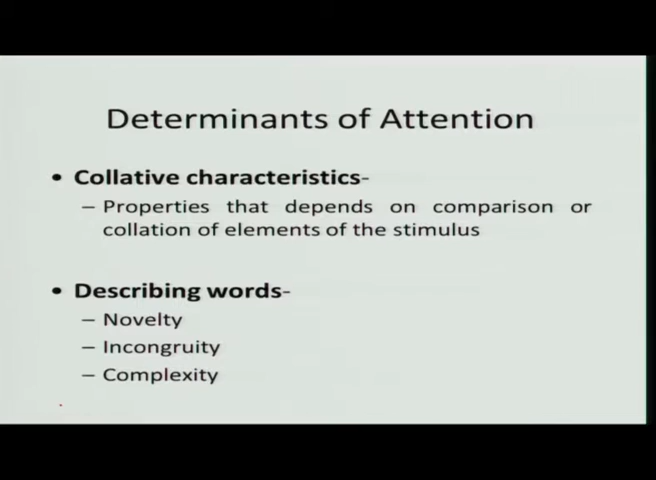 Determinants of Attention
• Collative characteristics-
– Properties that depends on comparison or
collation of elements of the stimulus
• Describing words-
– Novelty
– Incongruity
– Complexity